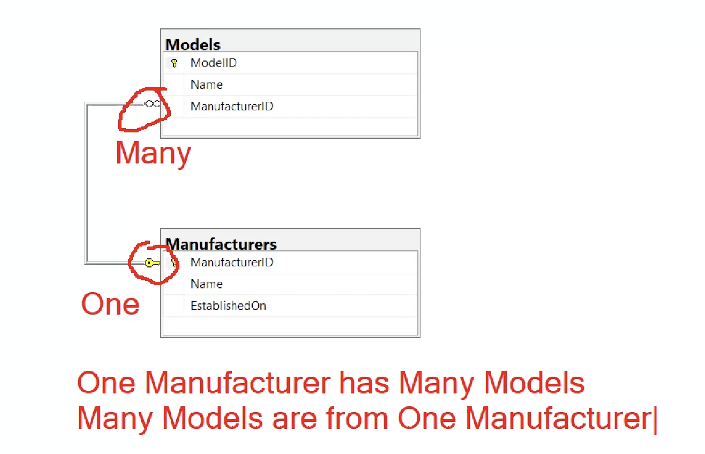 Models
ModelID
Name
ManufacturerID
Many
Manufacturers
ManufacturerID
Name
EstablishedOn
One
One Manufacturer has Many Models
Many Models are from One Manufacturer